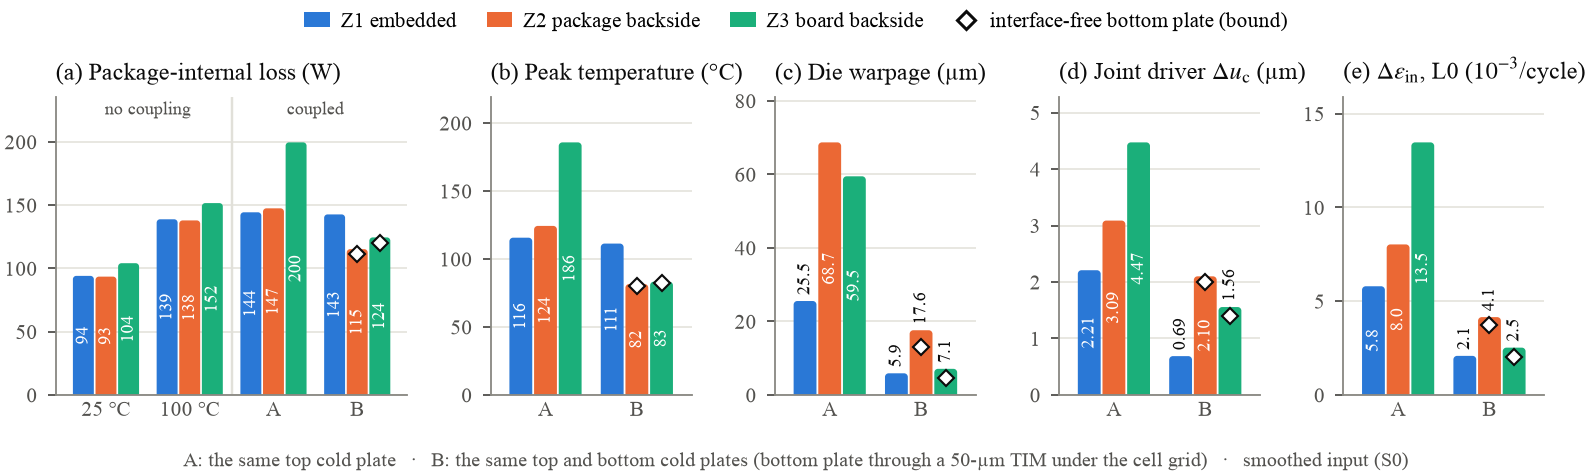 Z1 embedded
Z2 package backside
Z3 board backside
interface-free bottom plate (bound)
(a) Package-internal loss (W)
no coupling
coupled
200
150
100
50
0
94
93
104
139
138
152
144
147
200
143
115
124
25 °C
100 °C
A
B
(b) Peak temperature (°C)
200
150
100
50
0
116
124
186
111
82
83
A
B
(c) Die warpage (µm)
80
60
40
20
0
25.5
68.7
59.5
5.9
17.6
7.1
A
B
(d) Joint driver Δu_c (µm)
5
4
3
2
1
0
2.21
3.09
4.47
0.69
2.10
1.56
A
B
(e) Δε_in, L0 (10⁻³/cycle)
15
10
5
0
5.8
8.0
13.5
2.1
4.1
2.5
A
B
A: the same top cold plate · B: the same top and bottom cold plates (bottom plate through a 50-µm TIM under the cell grid) · smoothed input (S0)